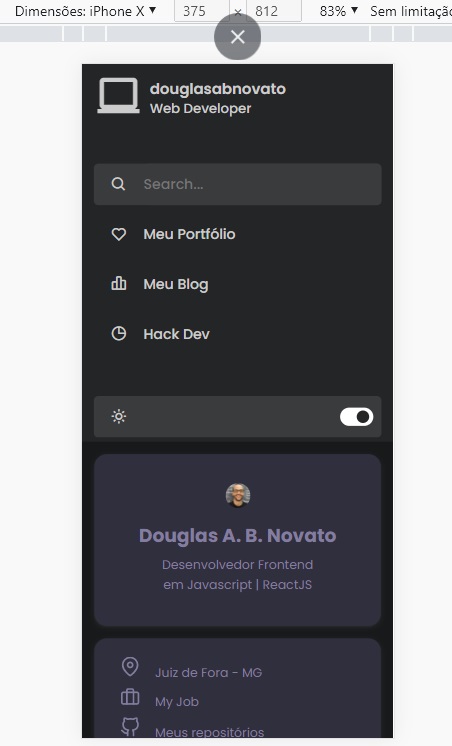 Dimensões: iPhone X ▼ 375 × 812 83% ▼ Sem limitação
douglasabnovato
Web Developer
Search...
Meu Portfólio
Meu Blog
Hack Dev
Douglas A. B. Novato
Desenvolvedor Frontend
em Javascript | ReactJS
Juiz de Fora - MG
My Job
Meus repositórios